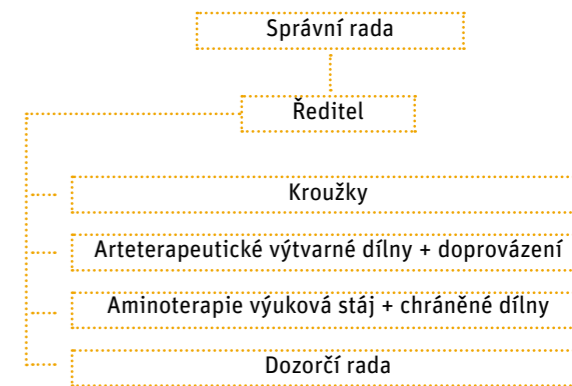 Správní rada
Ředitel
Kroužky
Arteterapeutické výtvarné dílny + doprovázení
Aminoterapie výuková stáj + chráněné dílny
Dozorčí rada